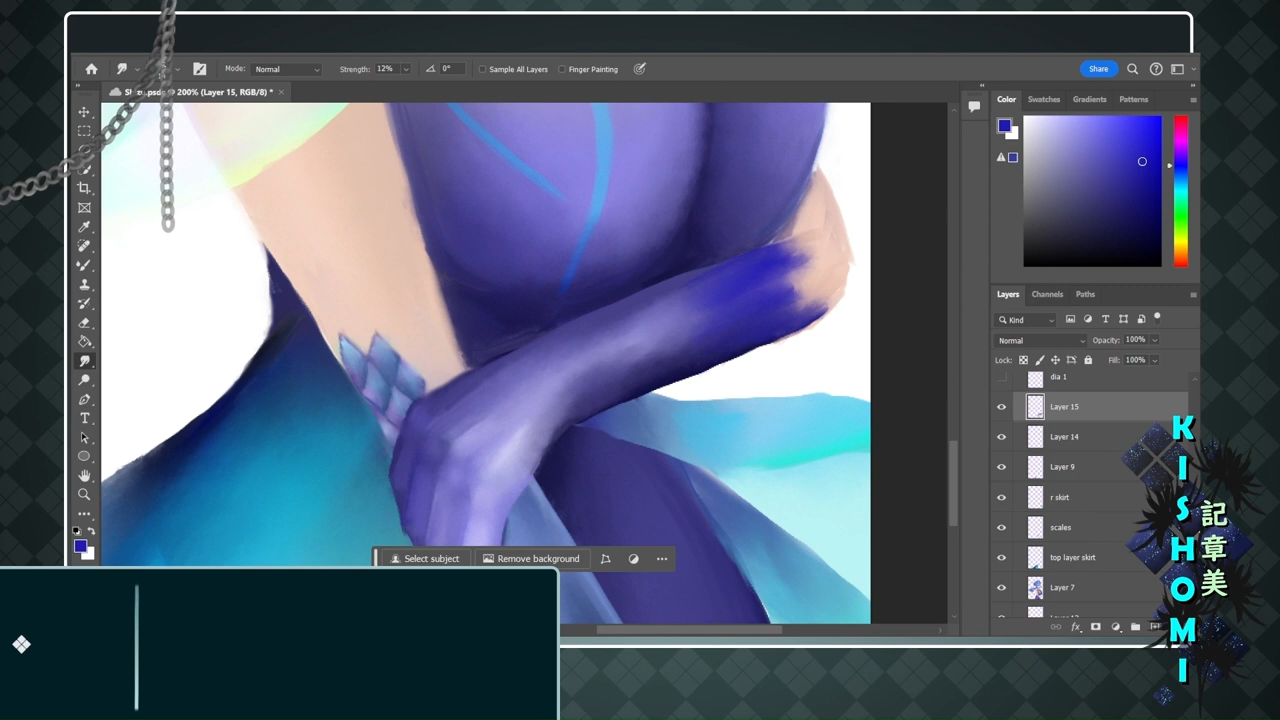 Mode: Normal Strength: 12% 0° Sample All Layers Finger Painting Share
@ 200% (Layer 15, RGB/8) *
Color Swatches Gradients Patterns
Layers Channels Paths
Kind
Normal Opacity: 100%
Lock: Fill: 100%
dia 1
Layer 15
Layer 14
Layer 9
r skirt
scales
top layer skirt
Layer 7
Select subject Remove background
KISHOMI
記章美